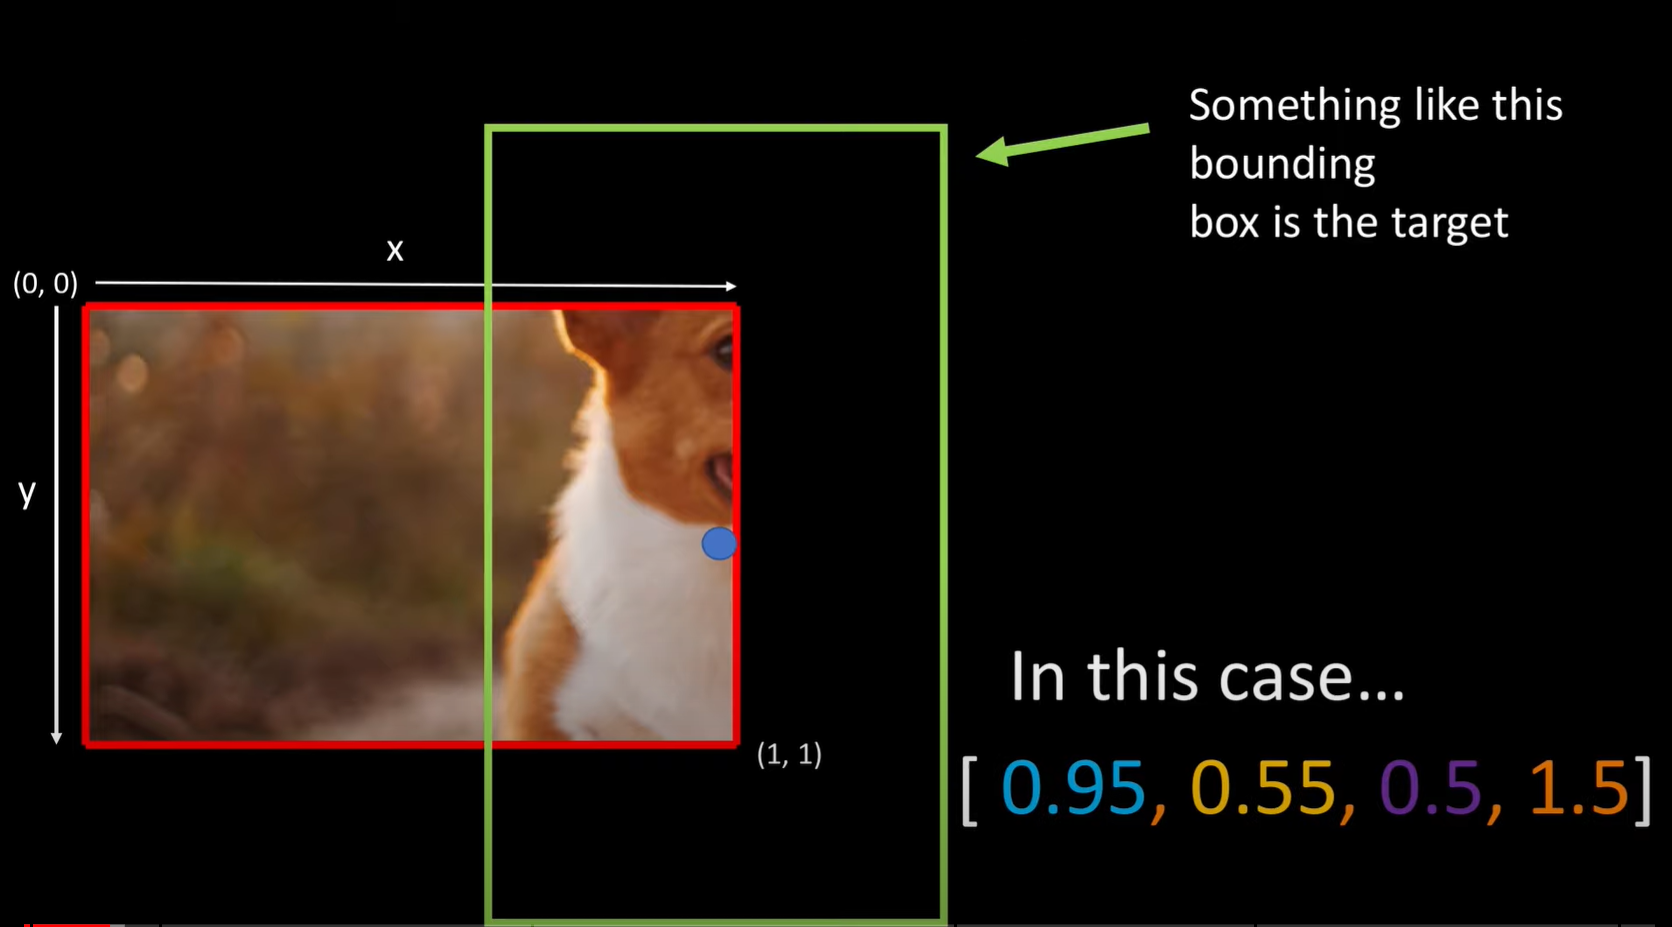 Something like this
bounding
box is the target
x
(0, 0)
y
(1, 1)
In this case...
[ 0.95, 0.55, 0.5, 1.5]